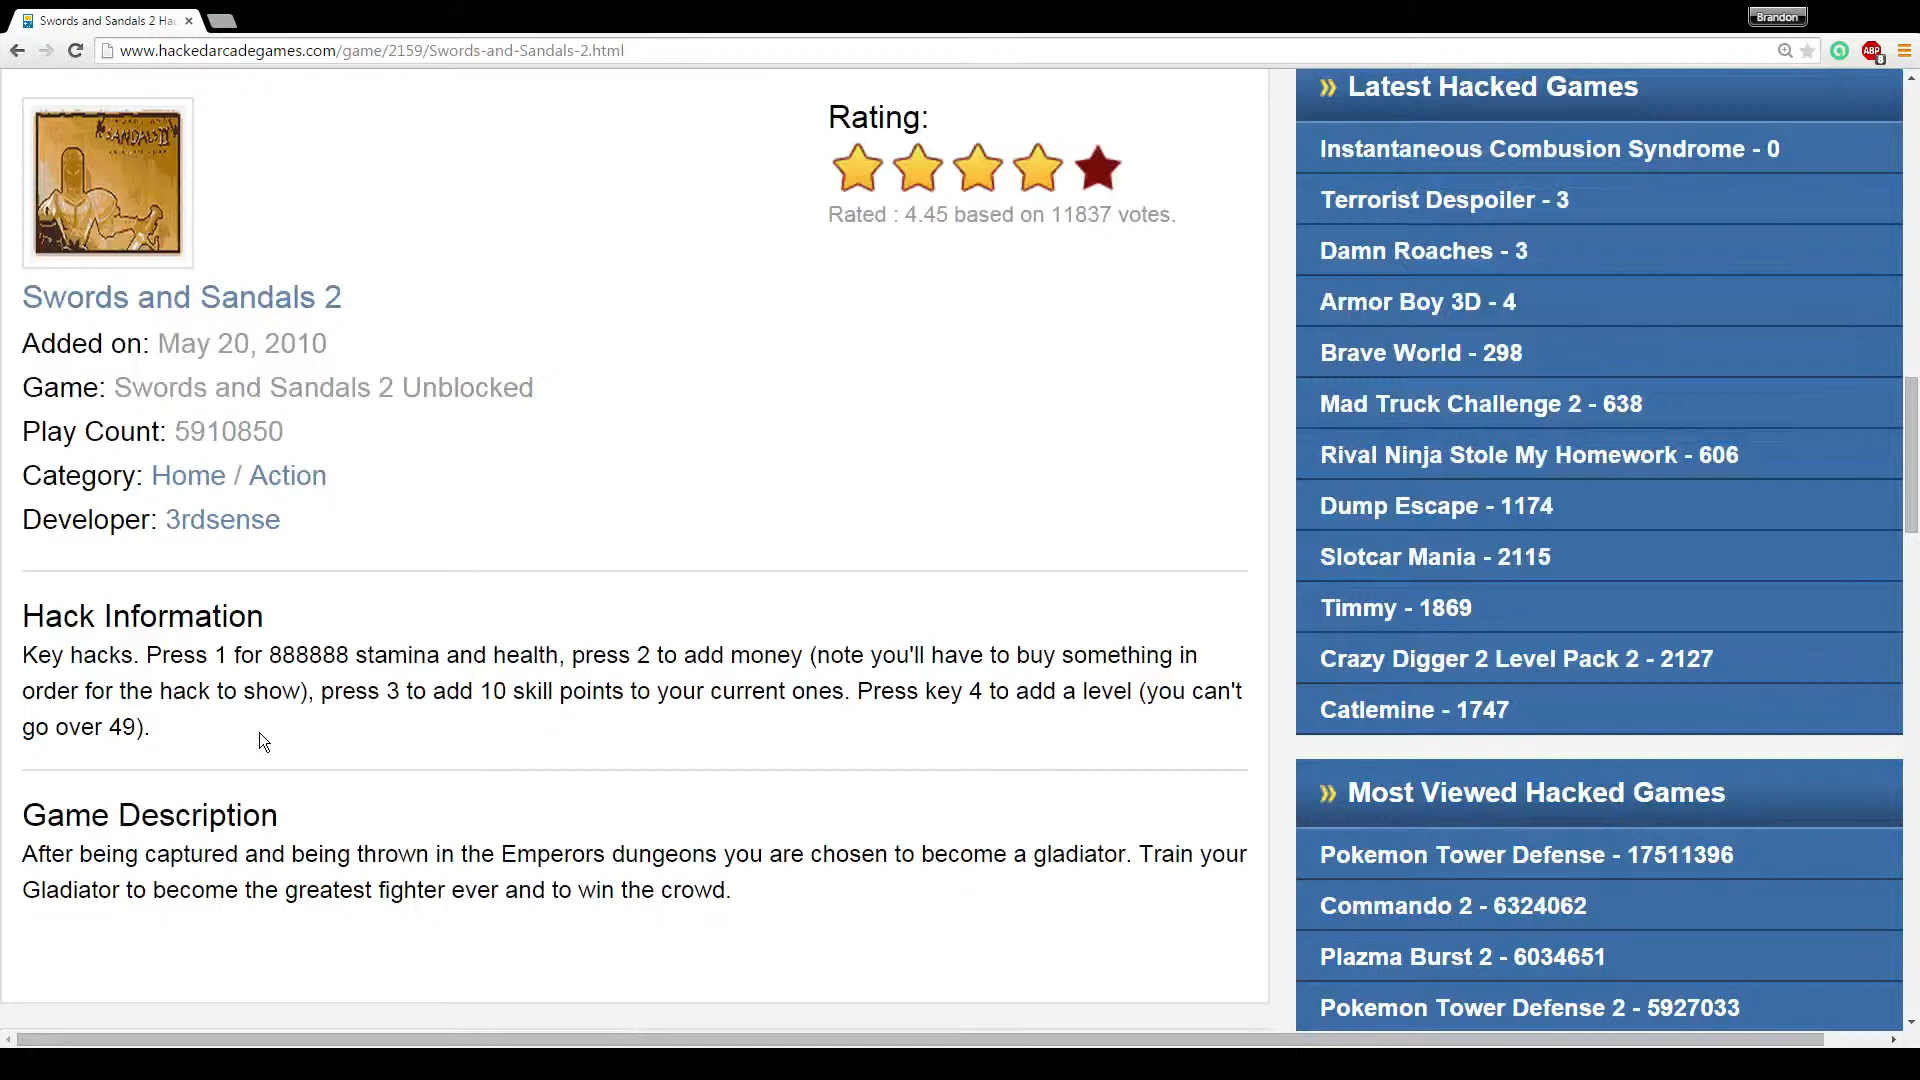 Swords and Sandals 2 Hac
Brandon
www.hackedarcadegames.com/game/2159/Swords-and-Sandals-2.html
ABP
8
SANDALS II
Rating:
Rated : 4.45 based on 11837 votes.
Swords and Sandals 2
Added on: May 20, 2010
Game: Swords and Sandals 2 Unblocked
Play Count: 5910850
Category: Home / Action
Developer: 3rdsense
Hack Information
Key hacks. Press 1 for 888888 stamina and health, press 2 to add money (note you'll have to buy something in
order for the hack to show), press 3 to add 10 skill points to your current ones. Press key 4 to add a level (you can't
go over 49).
Game Description
After being captured and being thrown in the Emperors dungeons you are chosen to become a gladiator. Train your
Gladiator to become the greatest fighter ever and to win the crowd.
Latest Hacked Games
Instantaneous Combusion Syndrome - 0
Terrorist Despoiler - 3
Damn Roaches - 3
Armor Boy 3D - 4
Brave World - 298
Mad Truck Challenge 2 - 638
Rival Ninja Stole My Homework - 606
Dump Escape - 1174
Slotcar Mania - 2115
Timmy - 1869
Crazy Digger 2 Level Pack 2 - 2127
Catlemine - 1747
Most Viewed Hacked Games
Pokemon Tower Defense - 17511396
Commando 2 - 6324062
Plazma Burst 2 - 6034651
Pokemon Tower Defense 2 - 5927033